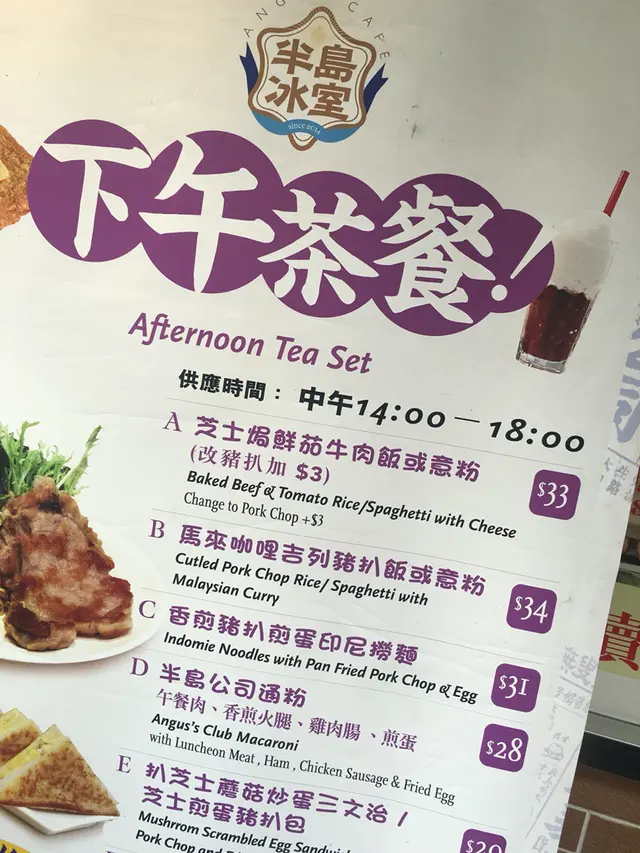 ANG CAFE
半島
冰室
since 2014
下午茶餐!
Afternoon Tea Set
供應時間： 中午14:00 — 18:00
A 芝士焗鮮茄牛肉飯或意粉
(改豬扒加 $3)
Baked Beef & Tomato Rice/Spaghetti with Cheese
Change to Pork Chop +$3
$33
B 馬來咖哩吉列豬扒飯或意粉
Cutled Pork Chop Rice/ Spaghetti with
Malaysian Curry
$34
C 香煎豬扒煎蛋印尼撈麵
Indomie Noodles with Pan Fried Pork Chop & Egg
$31
D 半島公司通粉
午餐肉、香煎火腿、雞肉腸、煎蛋
Angus's Club Macaroni
with Luncheon Meat , Ham , Chicken Sausage & Fried Egg
$28
E 扒芝士蘑菇炒蛋三文治 /
芝士煎蛋豬扒包
Mushrrom Scrambled Egg
Pork Chop and
賣